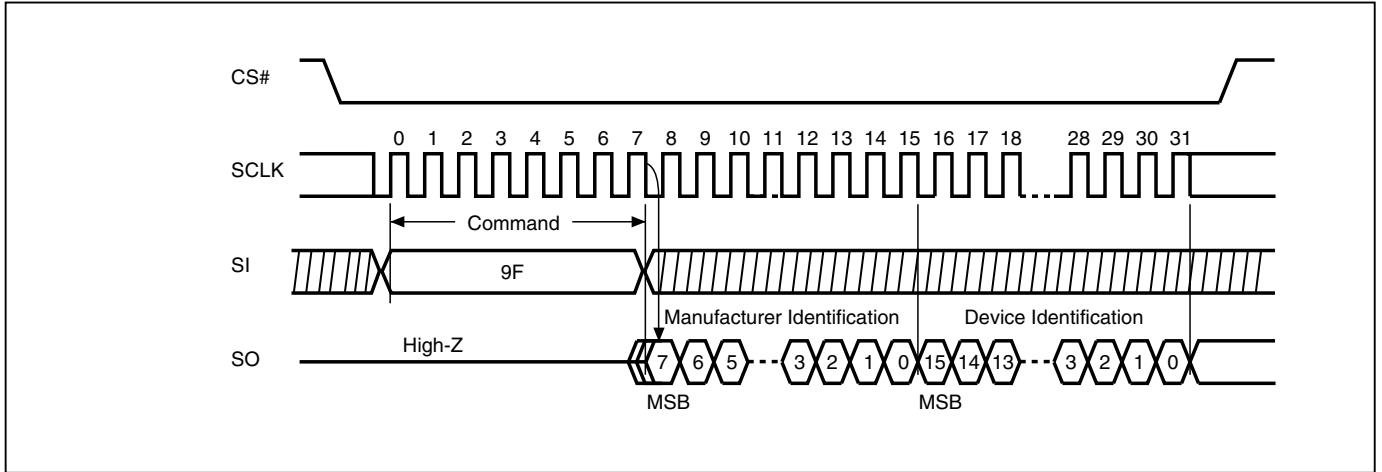 CS#
0 1 2 3 4 5 6 7 8 9 10 11 12 13 14 15 16 17 18 28 29 30 31
SCLK
Command
SI
9F
Manufacturer Identification Device Identification
High-Z
SO
7 6 5 3 2 1 0 15 14 13 3 2 1 0
MSB MSB